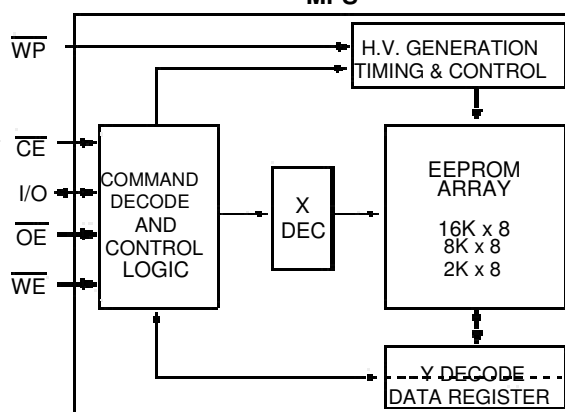 MPS
WP
H.V. GENERATION
TIMING & CONTROL
CE
I/O
OE
WE
COMMAND
DECODE
AND
CONTROL
LOGIC
X
DEC
EEPROM
ARRAY
16K x 8
8K x 8
2K x 8
Y DECODE
DATA REGISTER